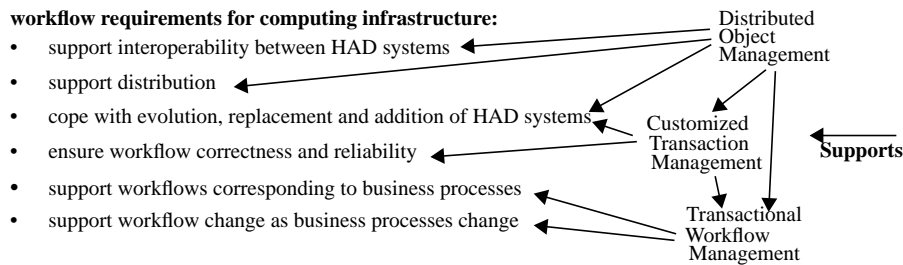 workflow requirements for computing infrastructure:
• support interoperability between HAD systems
• support distribution
• cope with evolution, replacement and addition of HAD systems
• ensure workflow correctness and reliability
• support workflows corresponding to business processes
• support workflow change as business processes change
Distributed
Object
Management
Customized
Transaction
Management
Supports
Transactional
Workflow
Management